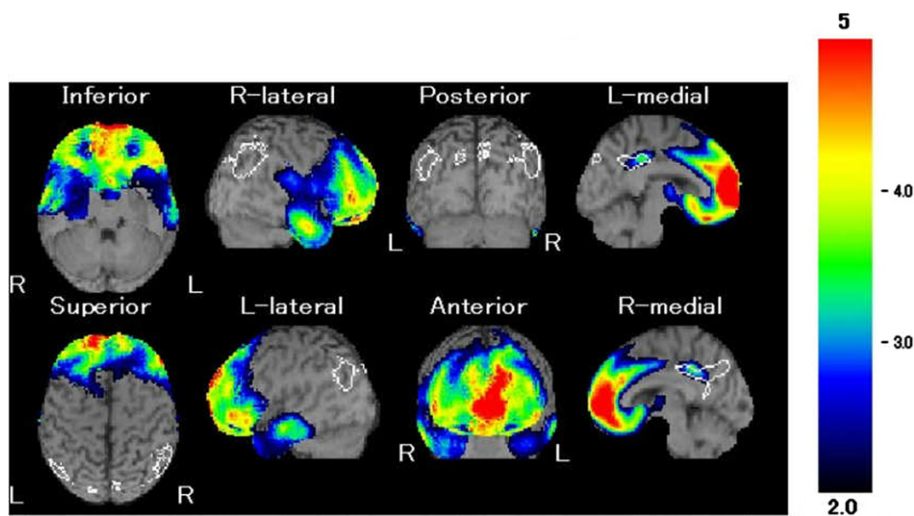 5
Inferior R-lateral Posterior L-medial
- 4.0
L R
R L
Superior L-lateral Anterior R-medial
- 3.0
R L
L R
2.0